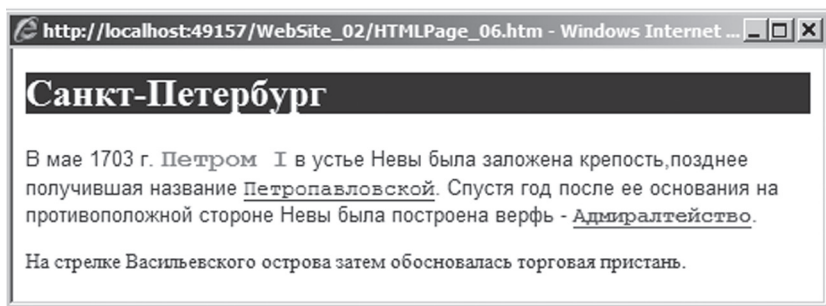 http://localhost:49157/WebSite_02/HTMLPage_06.htm - Windows Internet ...
Санкт-Петербург
В мае 1703 г. Петром I в устье Невы была заложена крепость,позднее
получившая название Петропавловской. Спустя год после ее основания на
противоположной стороне Невы была построена верфь - Адмиралтейство.
На стрелке Васильевского острова затем обосновалась торговая пристань.